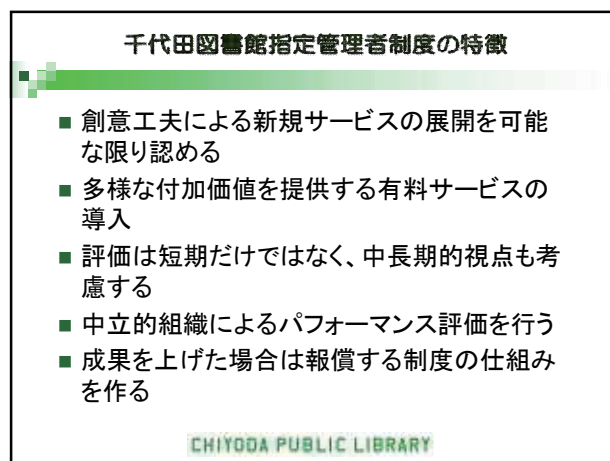 千代田図書館指定管理者制度の特徴
創意工夫による新規サービスの展開を可能
な限り認める
多様な付加価値を提供する有料サービスの
導入
評価は短期だけではなく、中長期的視点も考
慮する
中立的組織によるパフォーマンス評価を行う
成果を上げた場合は報償する制度の仕組み
を作る
CHIYODA PUBLIC LIBRARY